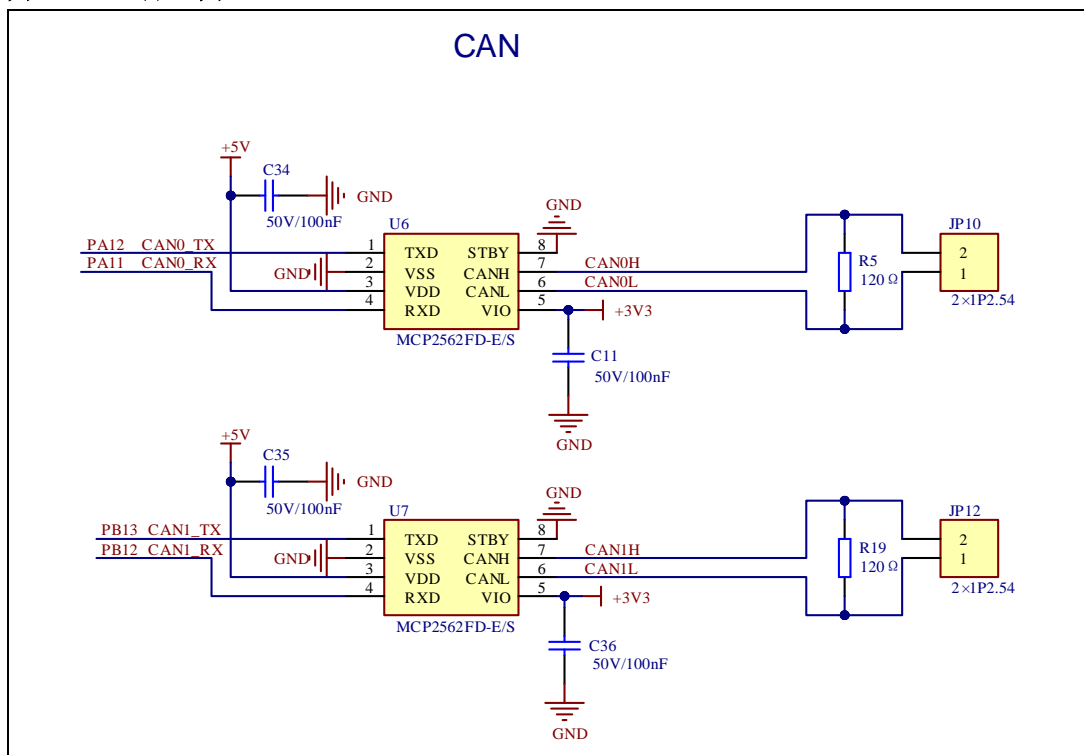 CAN
+5V
C34
GND
50V/100nF
GND
U6
JP10
PA12 CAN0_TX
1 TXD STBY 8
2
PA11 CAN0_RX
GND
2 VSS CANH 7
CAN0H
R5
1
3 VDD CANL 6
CAN0L
120Ω
4 RXD VIO 5
+3V3
2×1P2.54
MCP2562FD-E/S
C11
50V/100nF
GND
+5V
C35
GND
50V/100nF
GND
U7
JP12
PB13 CAN1_TX
1 TXD STBY 8
2
PB12 CAN1_RX
GND
2 VSS CANH 7
CAN1H
R19
1
3 VDD CANL 6
CAN1L
120Ω
4 RXD VIO 5
+3V3
2×1P2.54
MCP2562FD-E/S
C36
50V/100nF
GND